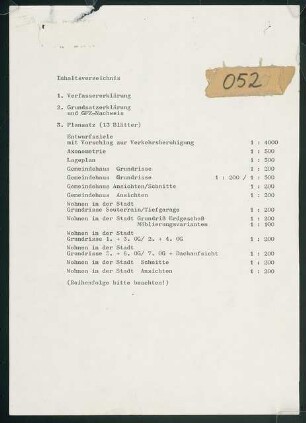 052
Inhaltsverzeichnis
1. Verfassererklärung
2. Grundsatzerklärung
und GFZ-Nachweis
3. Plansatz (13 Blätter)
Entwurfsziele
mit Vorschlag zur Verkehrsberuhigung 1 : 4000
Axonometrie 1 : 500
Lageplan 1 : 500
Gemeindehaus Grundrisse 1 : 200
Gemeindehaus Grundrisse 1 : 200 / 1 : 500
Gemeindehaus Ansichten/Schnitte 1 : 200
Gemeindehaus Ansichten 1 : 200
Wohnen in der Stadt
Grundrisse Souterrain/Tiefgarage 1 : 200
Wohnen in der Stadt Grundriß Erdgeschoß 1 : 200
Möblierungsvarianten 1 : 100
Wohnen in der Stadt
Grundrisse 1. + 3. OG/ 2. + 4. OG 1 : 200
Wohnen in der Stadt
Grundrisse 5. + 6. OG/ 7. OG + Dachaufsicht 1 : 200
Wohnen in der Stadt Schnitte 1 : 200
Wohnen in der Stadt Ansichten 1 : 200
(Reihenfolge bitte beachten!)